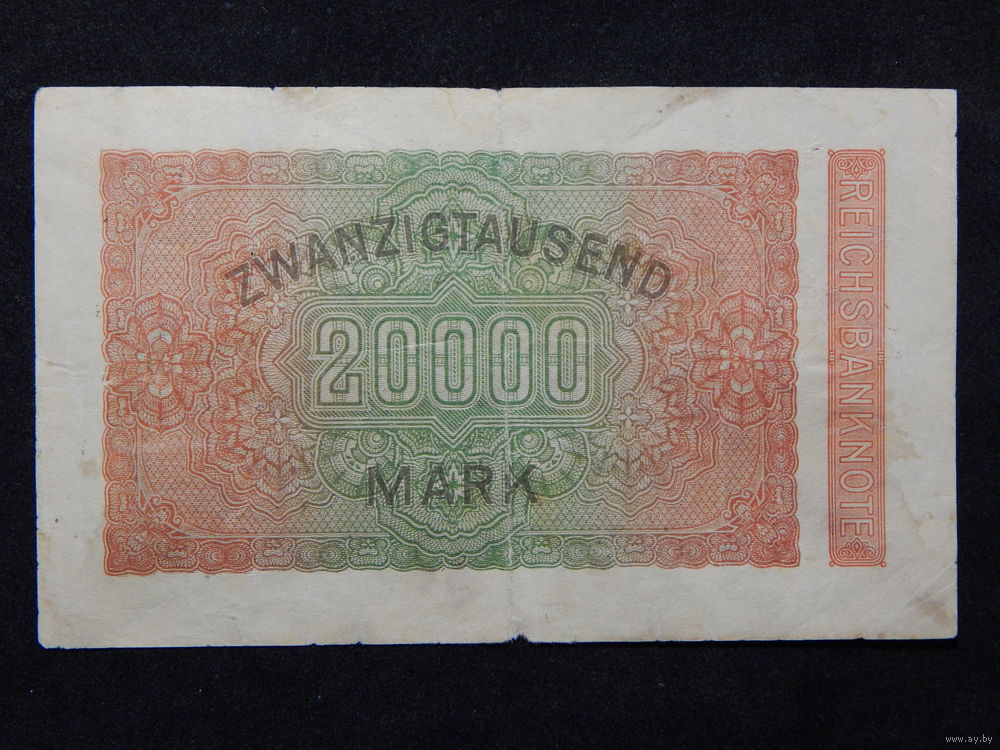 ZWANZIGTAUSEND
20000
MARK
REICHSBANKNOTE
www.ay.by